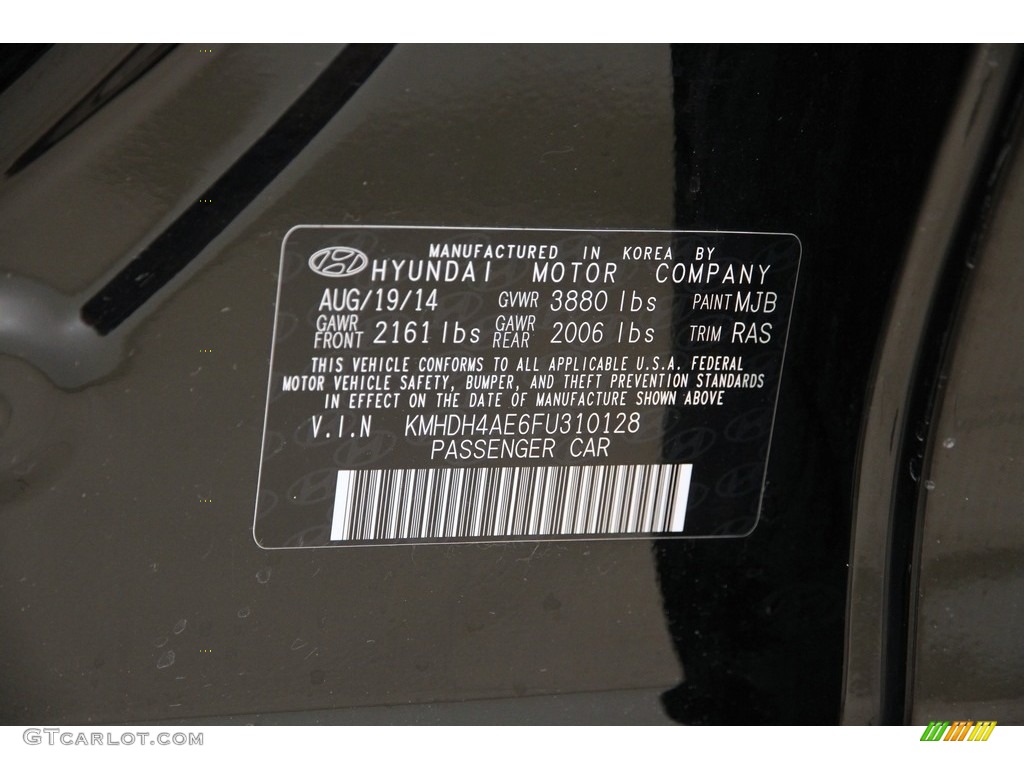 MANUFACTURED IN KOREA BY
HYUNDAI MOTOR COMPANY
AUG/19/14 GVWR 3880 lbs PAINT MJB
GAWR FRONT 2161 lbs GAWR REAR 2006 lbs TRIM RAS
THIS VEHICLE CONFORMS TO ALL APPLICABLE U.S.A. FEDERAL
MOTOR VEHICLE SAFETY, BUMPER, AND THEFT PREVENTION STANDARDS
IN EFFECT ON THE DATE OF MANUFACTURE SHOWN ABOVE
V.I.N KMHDH4AE6FU310128
PASSENGER CAR
GTCARLOT.COM